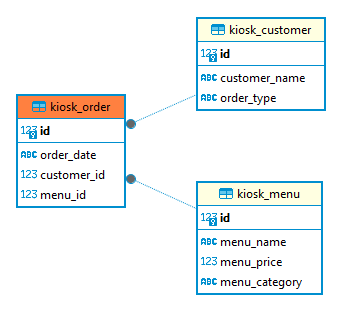 kiosk_customer
123 id
ABC customer_name
ABC order_type
kiosk_order
123 id
ABC order_date
123 customer_id
123 menu_id
kiosk_menu
123 id
ABC menu_name
123 menu_price
ABC menu_category